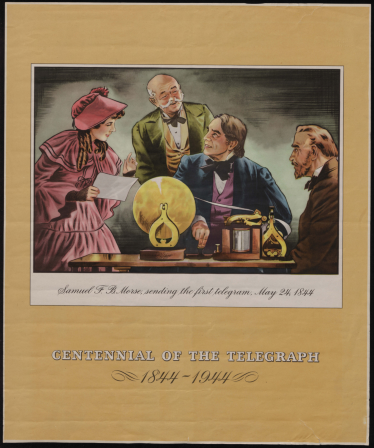 Samuel F. B. Morse, sending the first telegram, May 24, 1844
CENTENNIAL OF THE TELEGRAPH
1844-1944